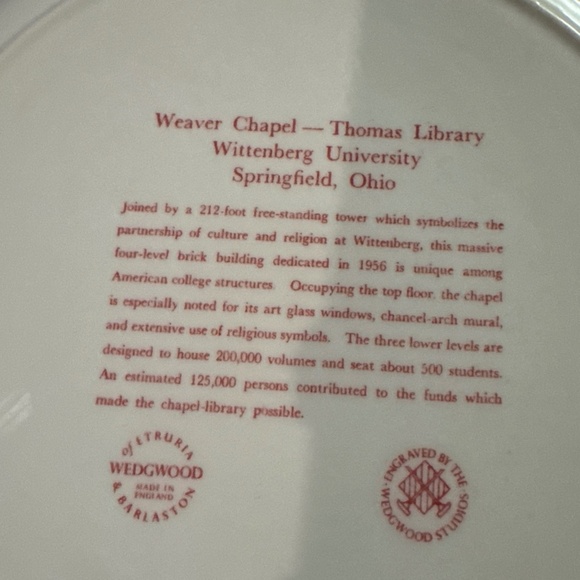 Weaver Chapel — Thomas Library
Wittenberg University
Springfield, Ohio
Joined by a 212-foot free-standing tower which symbolizes the
partnership of culture and religion at Wittenberg, this massive
four-level brick building dedicated in 1956 is unique among
American college structures. Occupying the top floor, the chapel
is especially noted for its art glass windows, chancel-arch mural,
and extensive use of religious symbols. The three lower levels are
designed to house 200,000 volumes and seat about 500 students.
An estimated 125,000 persons contributed to the funds which
made the chapel-library possible.
of ETRURIA
WEDGWOOD
MADE IN
ENGLAND
& BARLASTON
ENGRAVED BY THE
WEDGWOOD STUDIOS